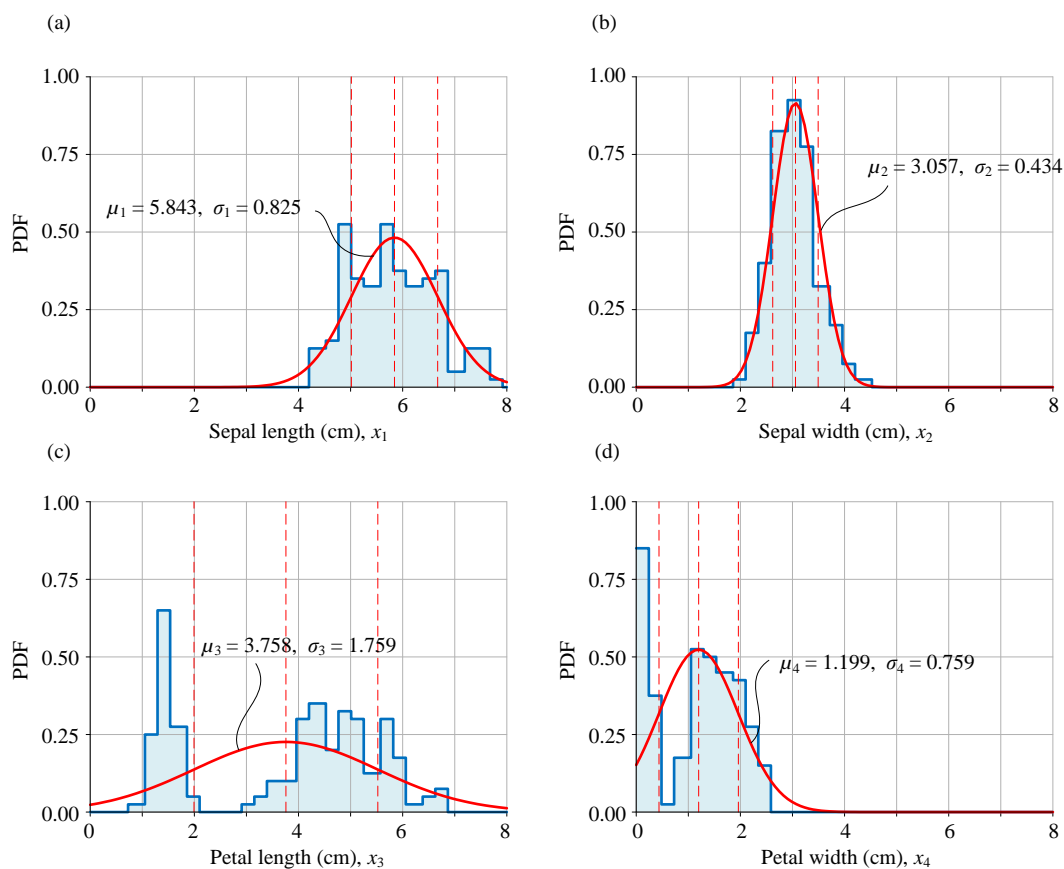 (a)
1.00
0.75
0.50
0.25
0.00
PDF
μ1 = 5.843, σ1 = 0.825
0 2 4 6 8
Sepal length (cm), x1
(b)
1.00
0.75
0.50
0.25
0.00
PDF
μ2 = 3.057, σ2 = 0.434
0 2 4 6 8
Sepal width (cm), x2
(c)
1.00
0.75
0.50
0.25
0.00
PDF
μ3 = 3.758, σ3 = 1.759
0 2 4 6 8
Petal length (cm), x3
(d)
1.00
0.75
0.50
0.25
0.00
PDF
μ4 = 1.199, σ4 = 0.759
0 2 4 6 8
Petal width (cm), x4